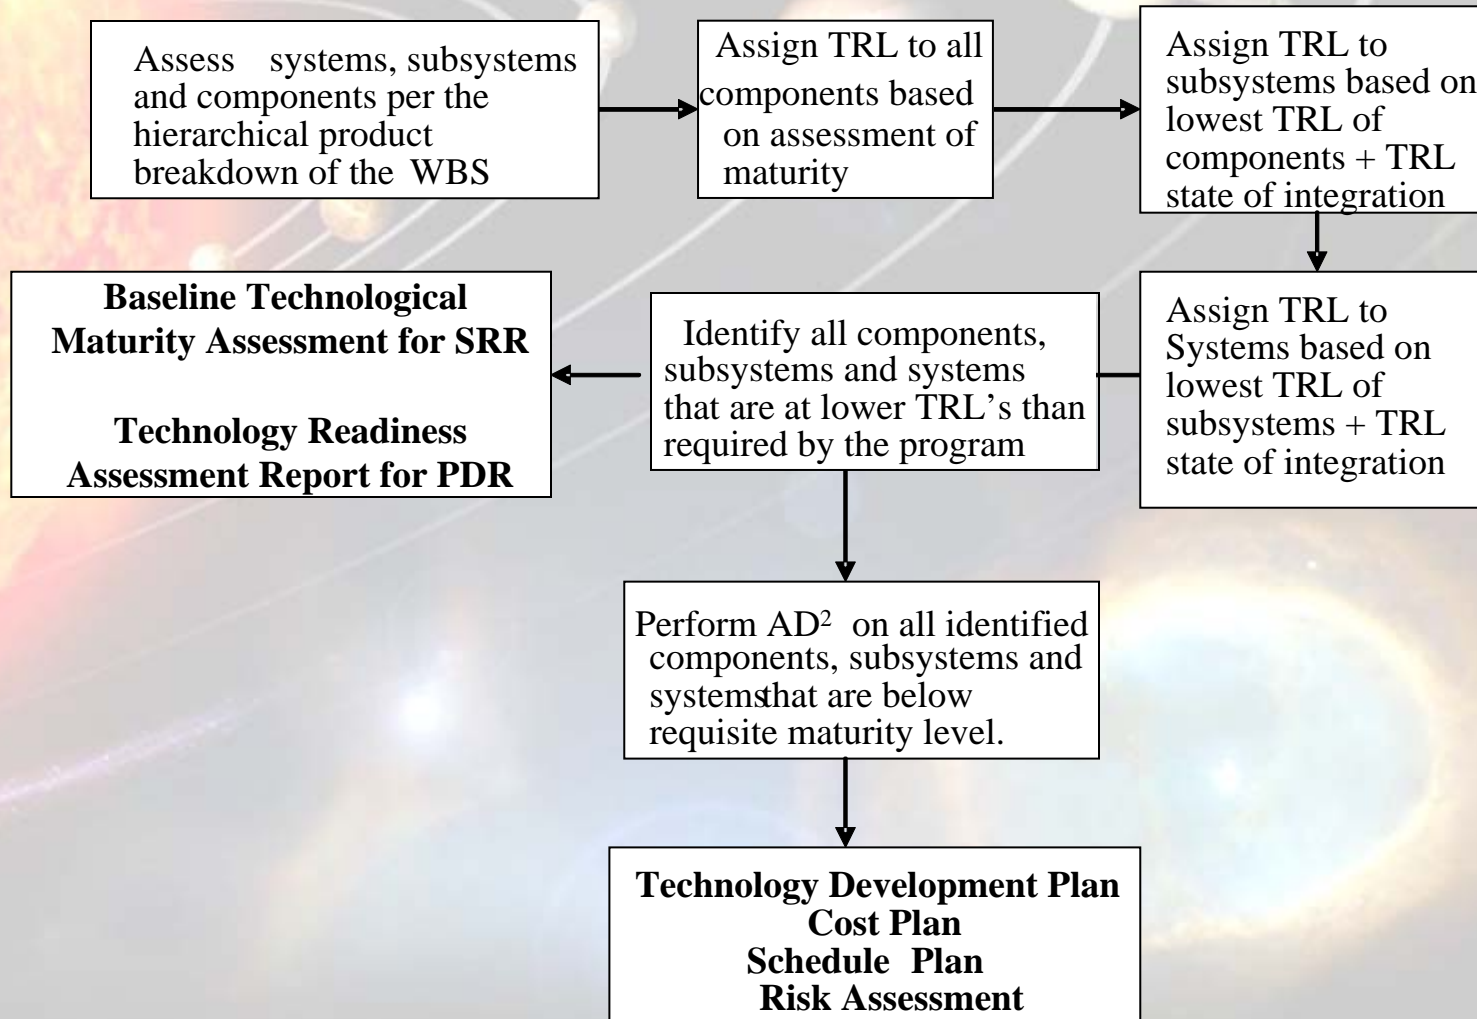 Assess systems, subsystems
and components per the
hierarchical product
breakdown of the WBS
Assign TRL to all
components based
on assessment of
maturity
Assign TRL to
subsystems based on
lowest TRL of
components + TRL
state of integration
Assign TRL to
Systems based on
lowest TRL of
subsystems + TRL
state of integration
Identify all components,
subsystems and systems
that are at lower TRL’s than
required by the program
Baseline Technological
Maturity Assessment for SRR
Technology Readiness
Assessment Report for PDR
Perform AD² on all identified
components, subsystems and
systemsthat are below
requisite maturity level.
Technology Development Plan
Cost Plan
Schedule Plan
Risk Assessment